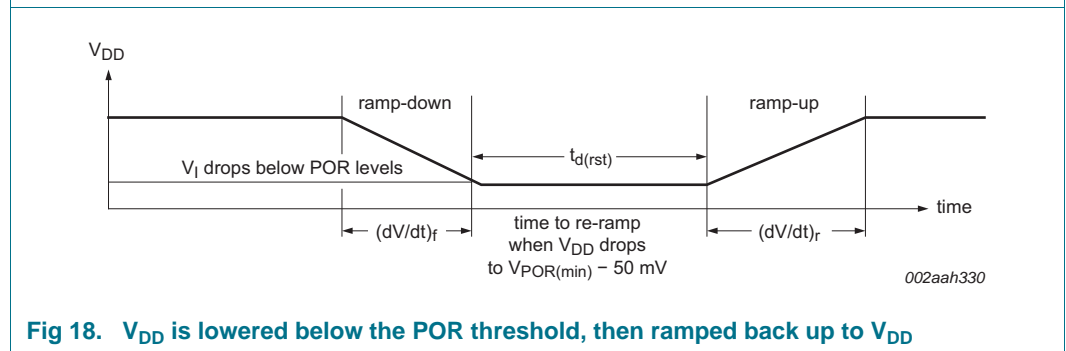 VDD
ramp-down
ramp-up
td(rst)
VI drops below POR levels
time
(dV/dt)f
time to re-ramp
when VDD drops
to VPOR(min) − 50 mV
(dV/dt)r
002aah330
Fig 18. VDD is lowered below the POR threshold, then ramped back up to VDD